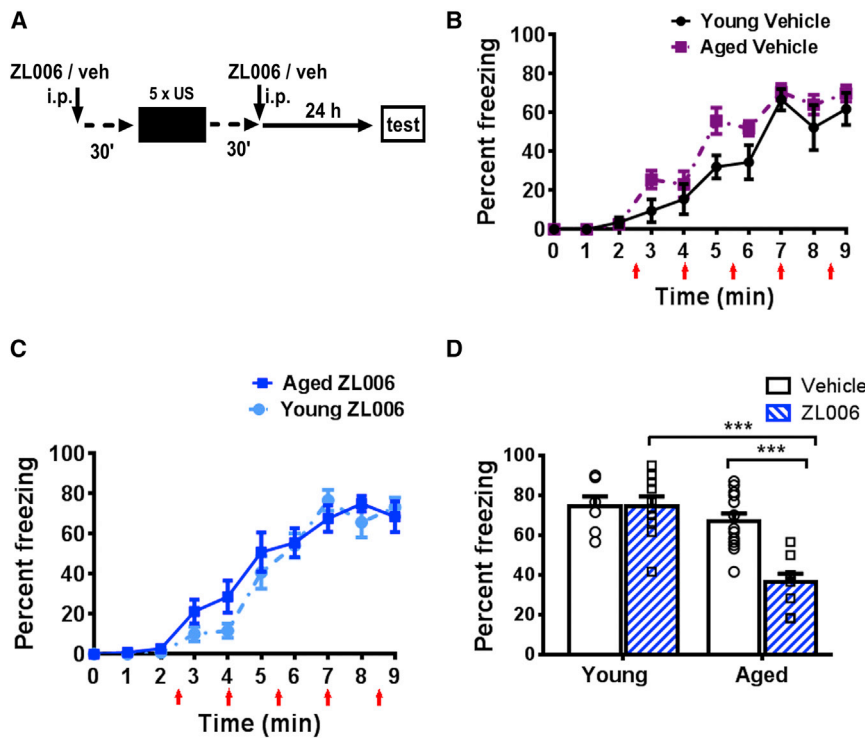 A
ZL006 / veh
i.p.
30'
5 x US
30'
ZL006 / veh
i.p.
24 h
test
B
Young Vehicle
Aged Vehicle
Percent freezing
100
80
60
40
20
0
0 1 2 3 4 5 6 7 8 9
Time (min)
C
Aged ZL006
Young ZL006
Percent freezing
100
80
60
40
20
0
0 1 2 3 4 5 6 7 8 9
Time (min)
D
Vehicle
ZL006
***
***
Percent freezing
100
80
60
40
20
0
Young Aged